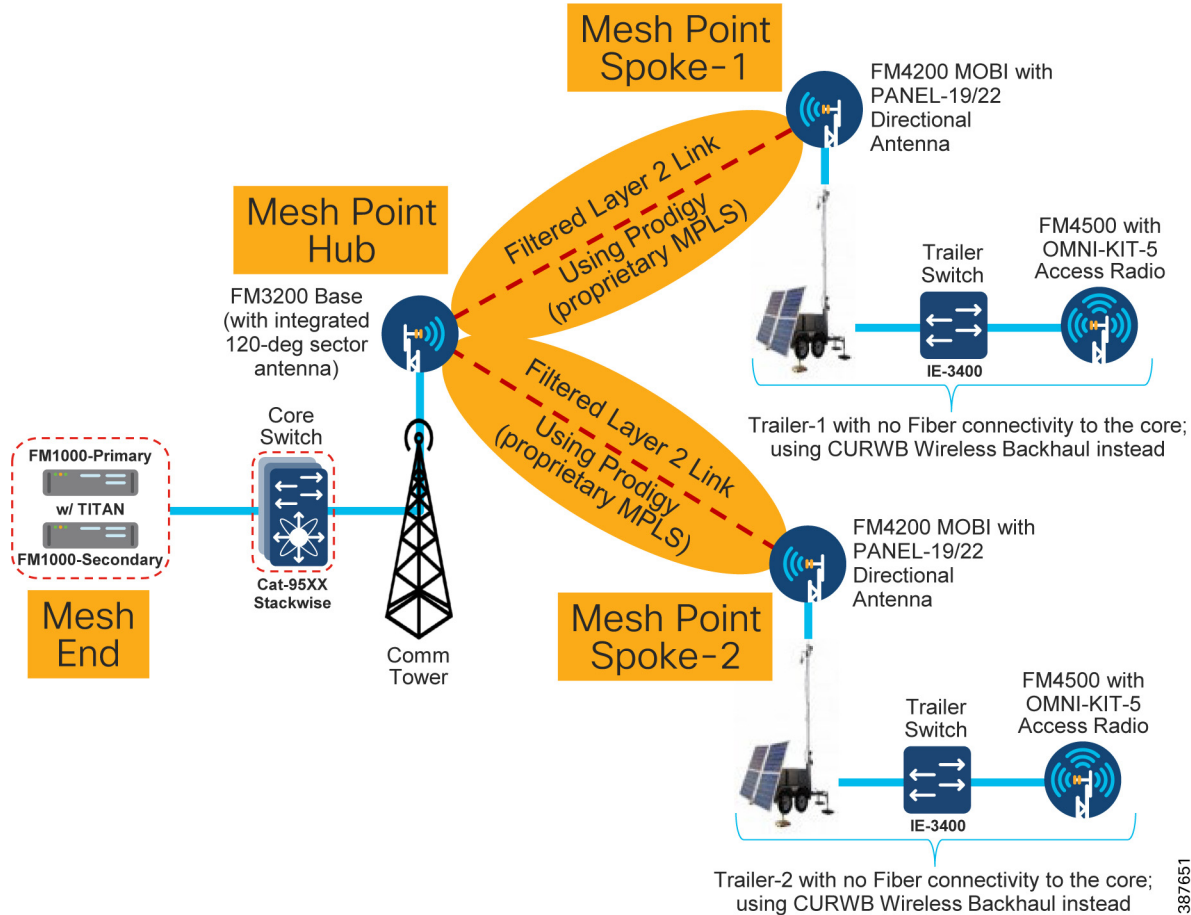 Mesh Point
Spoke-1
FM4200 MOBI with
PANEL-19/22
Directional
Antenna
Filtered Layer 2 Link
Using Prodigy
(proprietary MPLS)
Mesh Point
Hub
FM3200 Base
(with integrated
120-deg sector
antenna)
Trailer
Switch
IE-3400
FM4500 with
OMNI-KIT-5
Access Radio
Trailer-1 with no Fiber connectivity to the core;
using CURWB Wireless Backhaul instead
Core
Switch
Cat-95XX
Stackwise
FM1000-Primary
w/ TITAN
FM1000-Secondary
Mesh
End
Comm
Tower
Filtered Layer 2 Link
Using Prodigy
(proprietary MPLS)
FM4200 MOBI with
PANEL-19/22
Directional
Antenna
Mesh Point
Spoke-2
Trailer
Switch
IE-3400
FM4500 with
OMNI-KIT-5
Access Radio
Trailer-2 with no Fiber connectivity to the core;
using CURWB Wireless Backhaul instead
387651